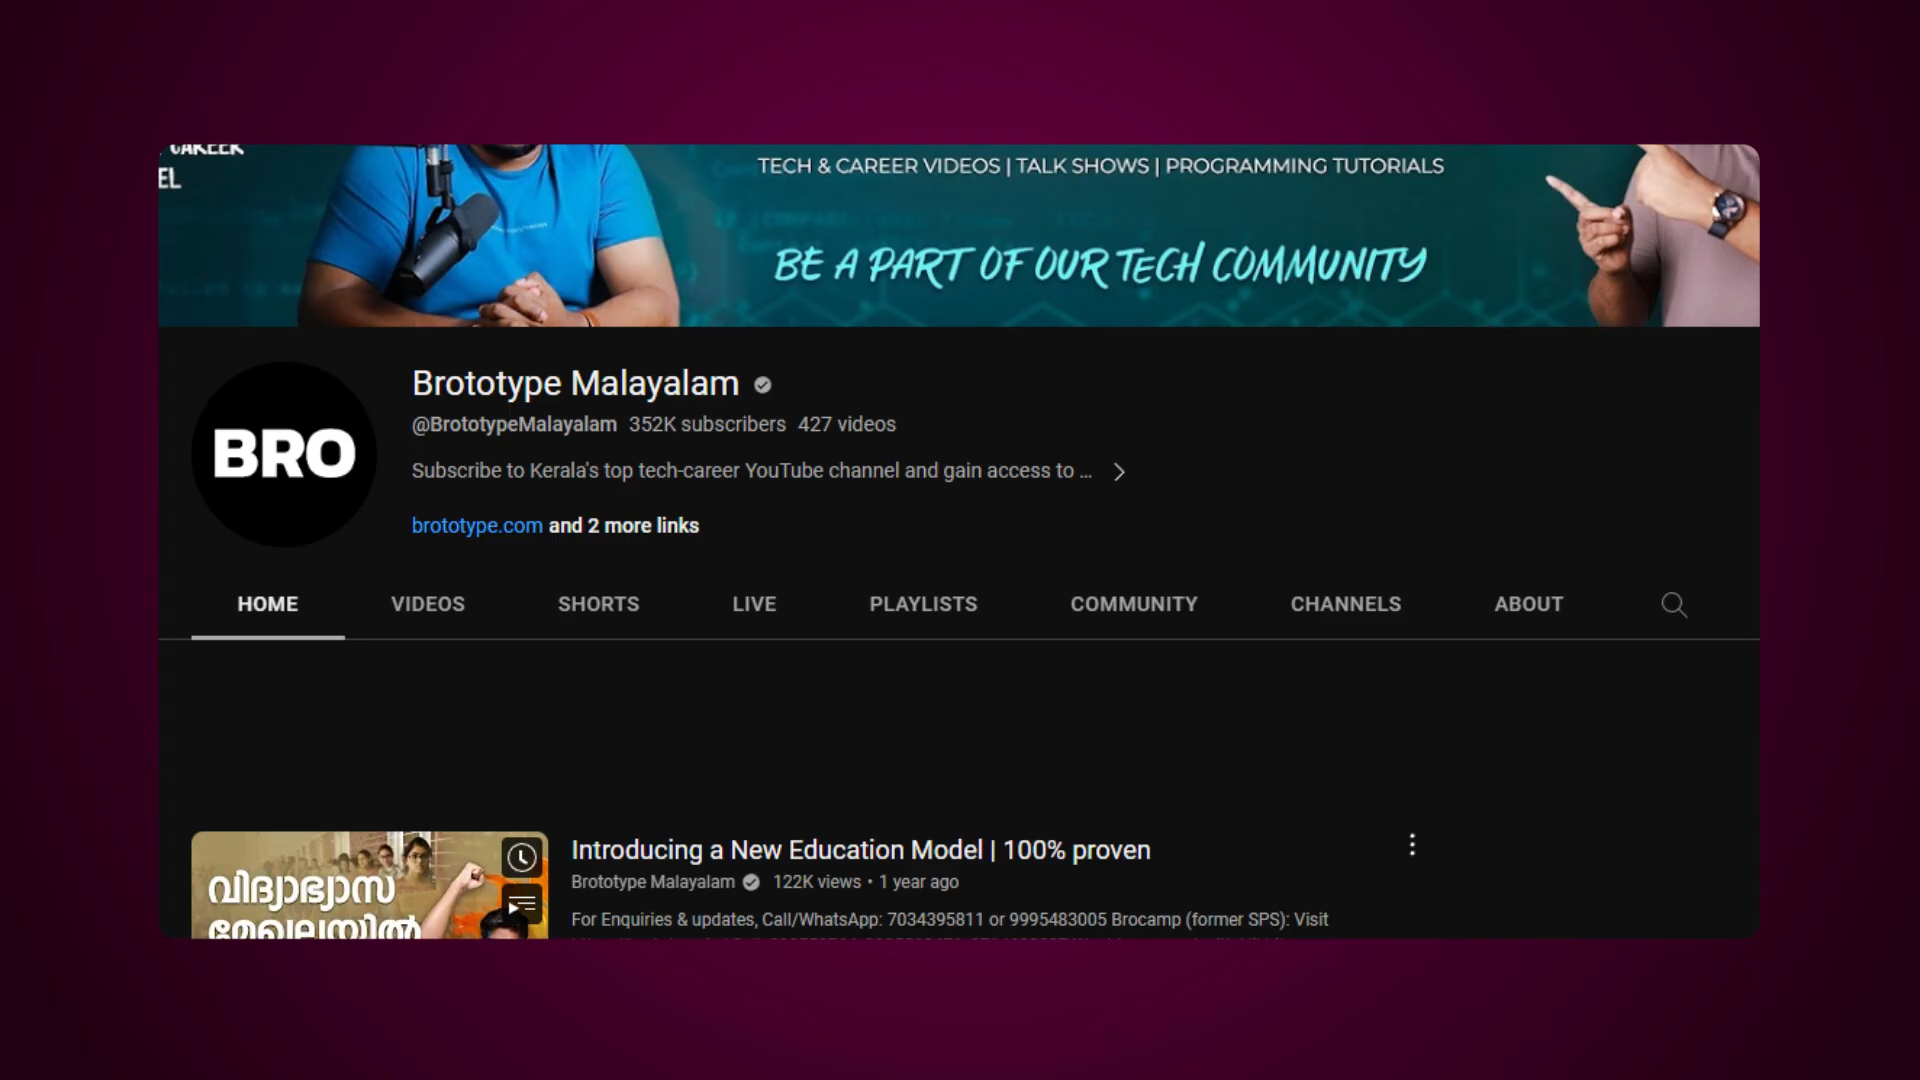 CAREER
EL
TECH & CAREER VIDEOS | TALK SHOWS | PROGRAMMING TUTORIALS
BE A PART OF OUR TECH COMMUNITY
BRO
Brototype Malayalam
@BrototypeMalayalam 352K subscribers 427 videos
Subscribe to Kerala's top tech-career YouTube channel and gain access to ...
brototype.com and 2 more links
HOME VIDEOS SHORTS LIVE PLAYLISTS COMMUNITY CHANNELS ABOUT
വിദ്യാഭ്യാസ
മേഖലയിൽ
Introducing a New Education Model | 100% proven
Brototype Malayalam 122K views • 1 year ago
For Enquiries & updates, Call/WhatsApp: 7034395811 or 9995483005 Brocamp (former SPS): Visit